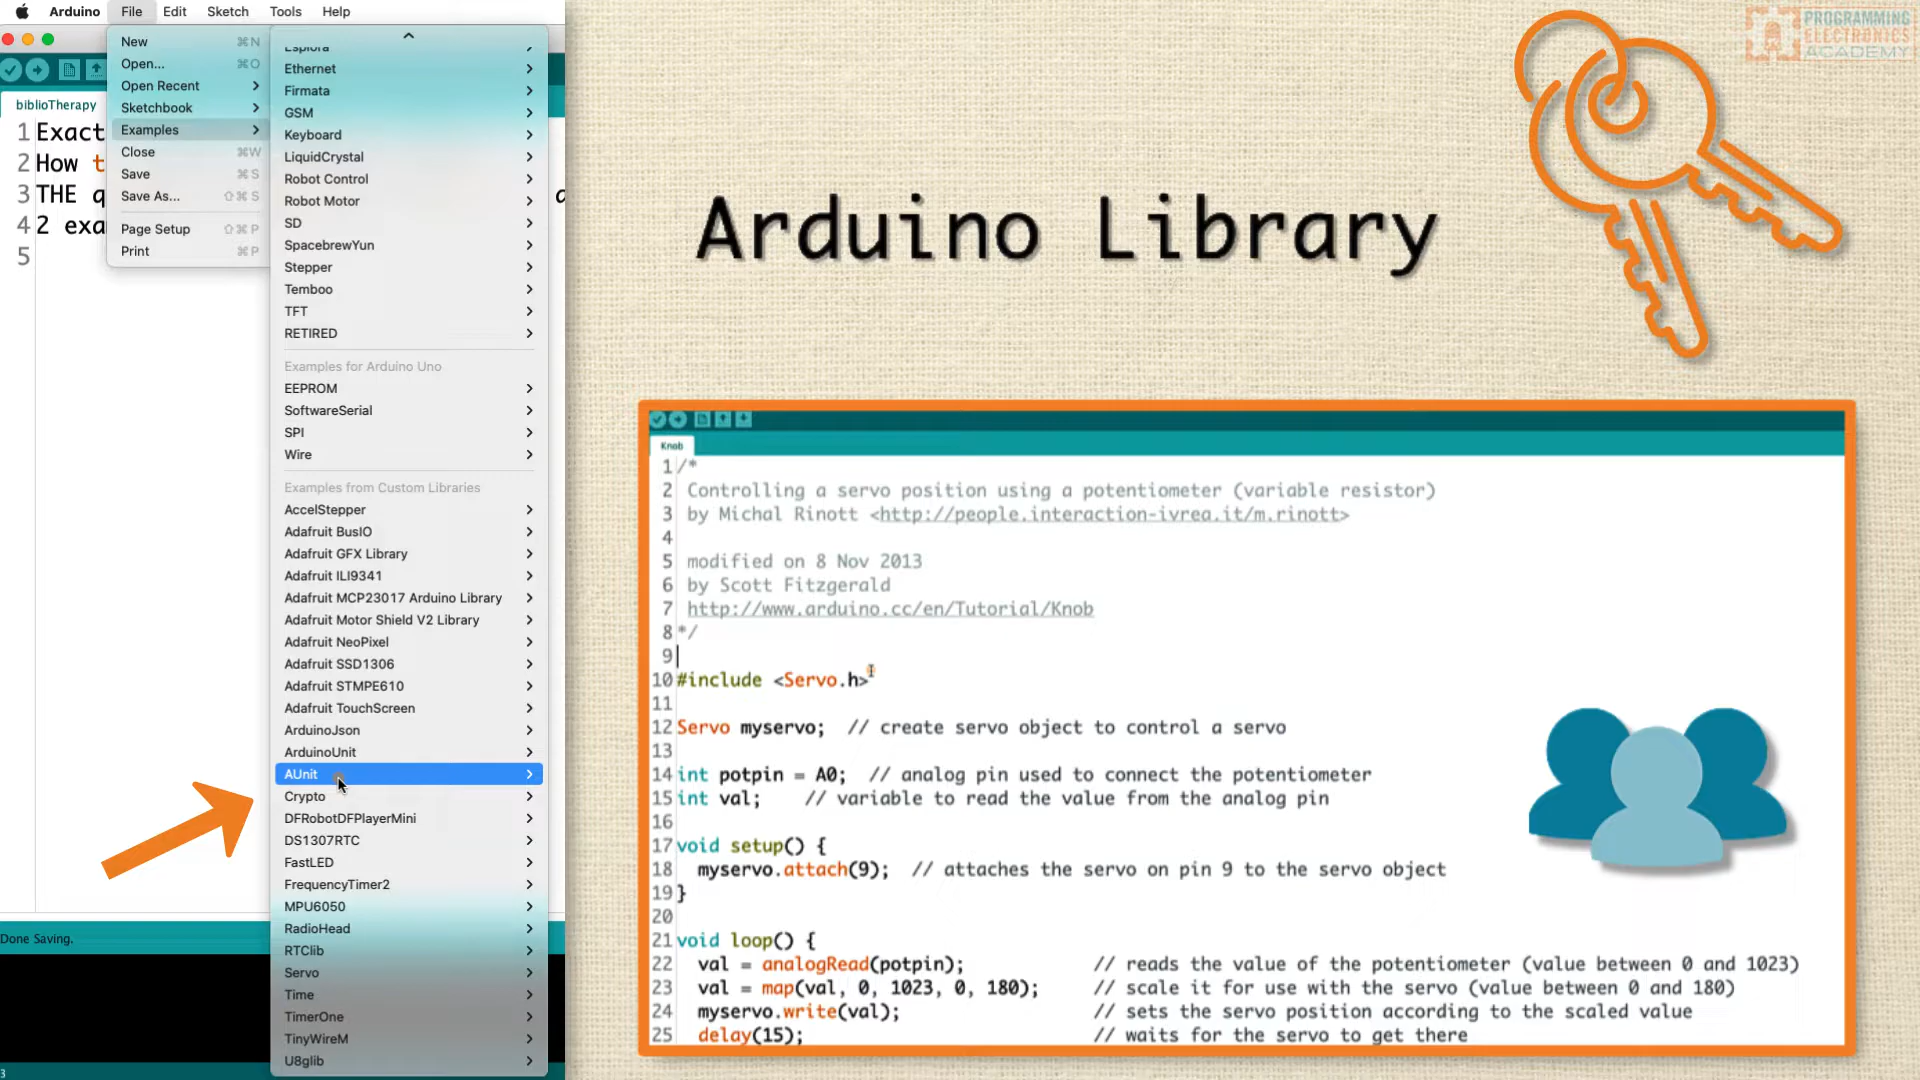 Arduino File Edit Sketch Tools Help
New ⌘N
Open... ⌘O
Open Recent
Sketchbook
Examples
Close ⌘W
Save ⌘S
Save As... ⇧⌘S
Page Setup ⇧⌘P
Print ⌘P
biblioTherapy
1 Exact
2 How t
3 THE q
4 2 exa
5
Done Saving.
3
Esplora
Ethernet
Firmata
GSM
Keyboard
LiquidCrystal
Robot Control
Robot Motor
SD
SpacebrewYun
Stepper
Temboo
TFT
RETIRED
Examples for Arduino Uno
EEPROM
SoftwareSerial
SPI
Wire
Examples from Custom Libraries
AccelStepper
Adafruit BusIO
Adafruit GFX Library
Adafruit ILI9341
Adafruit MCP23017 Arduino Library
Adafruit Motor Shield V2 Library
Adafruit NeoPixel
Adafruit SSD1306
Adafruit STMPE610
Adafruit TouchScreen
ArduinoJson
ArduinoUnit
AUnit
Crypto
DFRobotDFPlayerMini
DS1307RTC
FastLED
FrequencyTimer2
MPU6050
RadioHead
RTClib
Servo
Time
TimerOne
TinyWireM
U8glib
PROGRAMMING
ELECTRONICS
ACADEMY
Arduino Library
Knob
1 /*
2 Controlling a servo position using a potentiometer (variable resistor)
3 by Michal Rinott <http://people.interaction-ivrea.it/m.rinott>
4
5 modified on 8 Nov 2013
6 by Scott Fitzgerald
7 http://www.arduino.cc/en/Tutorial/Knob
8 */
9
10 #include <Servo.h>
11
12 Servo myservo; // create servo object to control a servo
13
14 int potpin = A0; // analog pin used to connect the potentiometer
15 int val; // variable to read the value from the analog pin
16
17 void setup() {
18 myservo.attach(9); // attaches the servo on pin 9 to the servo object
19 }
20
21 void loop() {
22 val = analogRead(potpin); // reads the value of the potentiometer (value between 0 and 1023)
23 val = map(val, 0, 1023, 0, 180); // scale it for use with the servo (value between 0 and 180)
24 myservo.write(val); // sets the servo position according to the scaled value
25 delay(15); // waits for the servo to get there